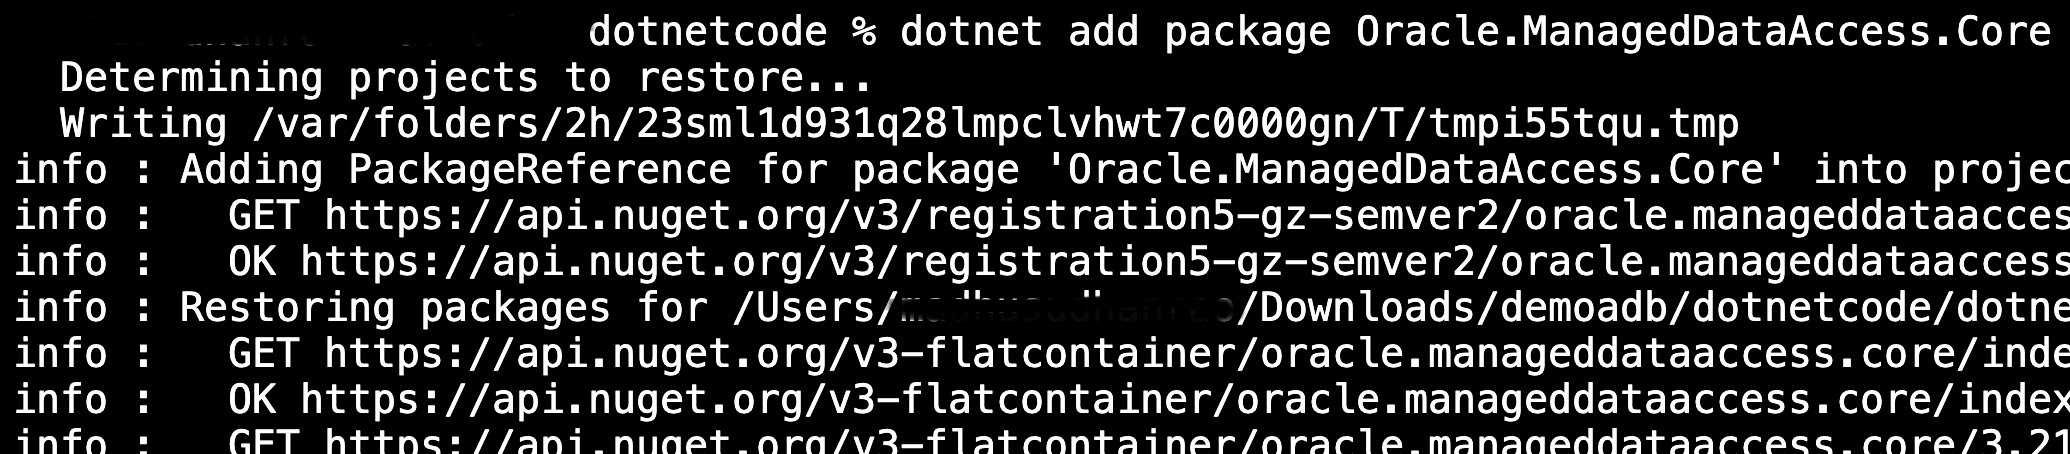 dotnetcode % dotnet add package Oracle.ManagedDataAccess.Core
Determining projects to restore...
Writing /var/folders/2h/23sml1d931q28lmpclvhwt7c0000gn/T/tmpi55tqu.tmp
info : Adding PackageReference for package 'Oracle.ManagedDataAccess.Core' into projec
info : GET https://api.nuget.org/v3/registration5-gz-semver2/oracle.manageddataacces
info : OK https://api.nuget.org/v3/registration5-gz-semver2/oracle.manageddataaccess
info : Restoring packages for /Users/ /Downloads/demoadb/dotnetcode/dotne
info : GET https://api.nuget.org/v3-flatcontainer/oracle.manageddataaccess.core/inde
info : OK https://api.nuget.org/v3-flatcontainer/oracle.manageddataaccess.core/index
info : GET https://api.nuget.org/v3-flatcontainer/oracle.manageddataaccess.core/3.21